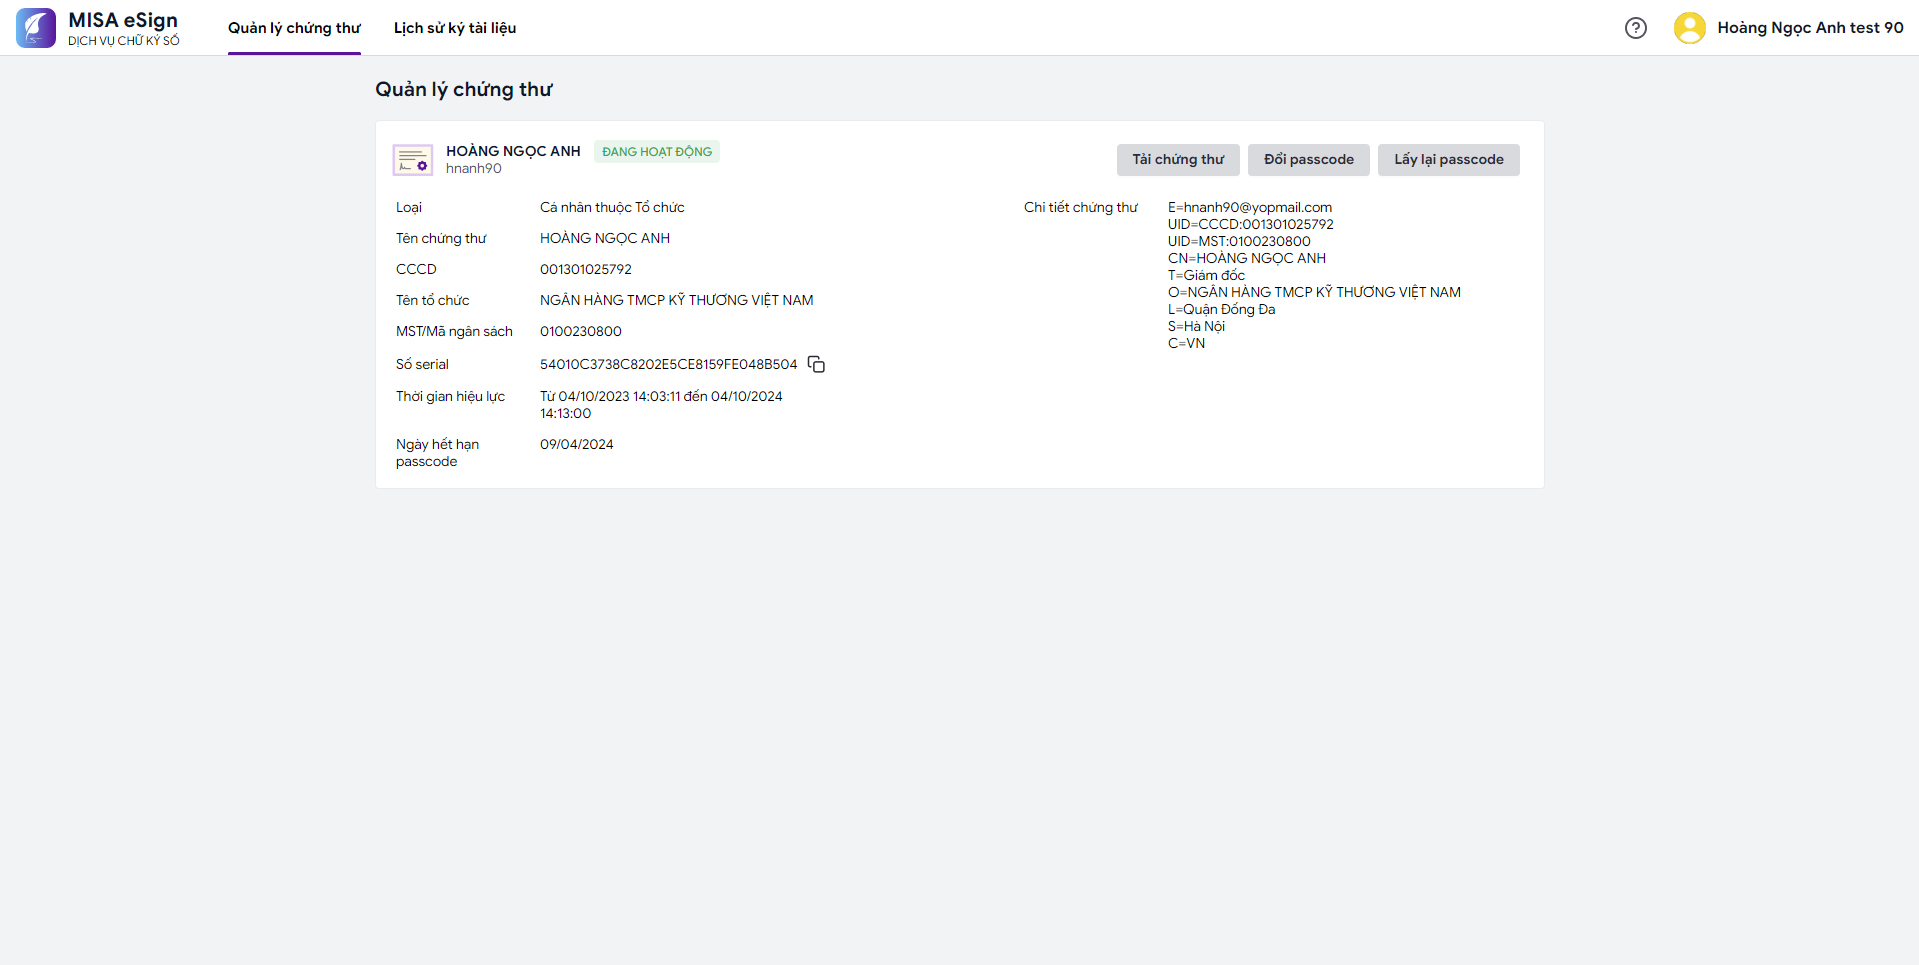 MISA eSign
DỊCH VỤ CHỮ KÝ SỐ
Quản lý chứng thư
Lịch sử ký tài liệu
Hoàng Ngọc Anh test 90
Quản lý chứng thư
HOÀNG NGỌC ANH
ĐANG HOẠT ĐỘNG
hnanh90
Tải chứng thư
Đổi passcode
Lấy lại passcode
Loại
Cá nhân thuộc Tổ chức
Tên chứng thư
HOÀNG NGỌC ANH
CCCD
001301025792
Tên tổ chức
NGÂN HÀNG TMCP KỸ THƯƠNG VIỆT NAM
MST/Mã ngân sách
0100230800
Số serial
54010C3738C8202E5CE8159FE048B504
Thời gian hiệu lực
Từ 04/10/2023 14:03:11 đến 04/10/2024
14:13:00
Ngày hết hạn
passcode
09/04/2024
Chi tiết chứng thư
E=hnanh90@yopmail.com
UID=CCCD:001301025792
UID=MST:0100230800
CN=HOÀNG NGỌC ANH
T=Giám đốc
O=NGÂN HÀNG TMCP KỸ THƯƠNG VIỆT NAM
L=Quận Đống Đa
S=Hà Nội
C=VN